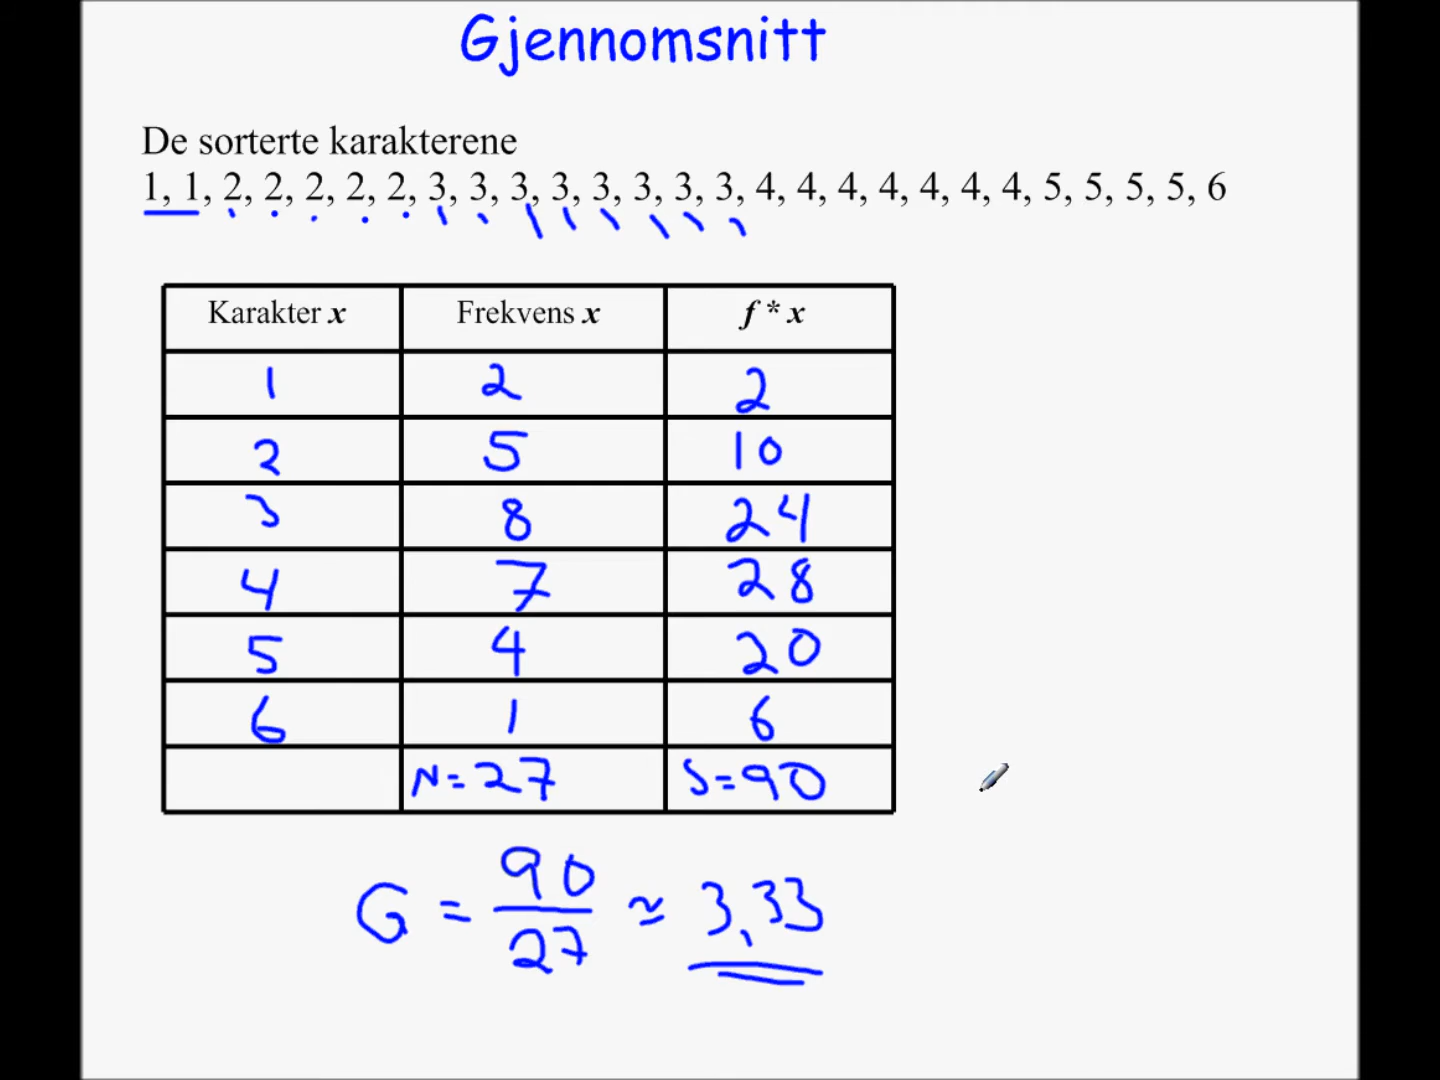 Gjennomsnitt
De sorterte karakterene
1, 1, 2, 2, 2, 2, 2, 3, 3, 3, 3, 3, 3, 3, 3, 4, 4, 4, 4, 4, 4, 4, 5, 5, 5, 5, 6
Karakter x Frekvens x f * x
1 2 2
2 5 10
3 8 24
4 7 28
5 4 20
6 1 6
N=27 S=90
G = 90/27 ≈ 3,33